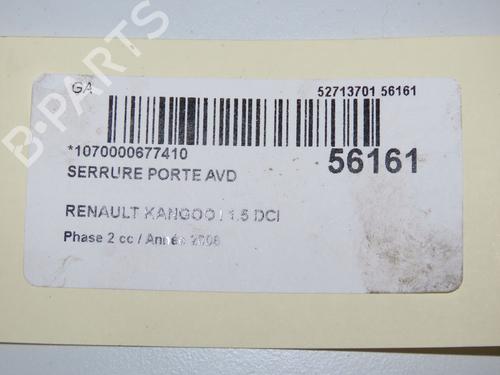 GA
52713701 56161
*1070000677410
56161
SERRURE PORTE AVD
RENAULT KANGOO I 1.5 DCI
Phase 2 cc / Année 2008
B-PARTS